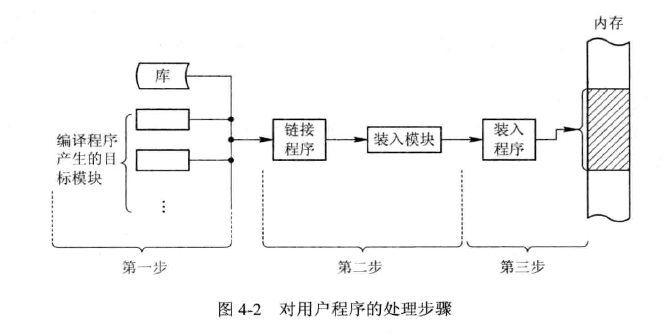 内存
库
编译程序
产生的目
标模块
链接
程序
装入模块
装入
程序
第一步
第二步
第三步
图 4-2 对用户程序的处理步骤